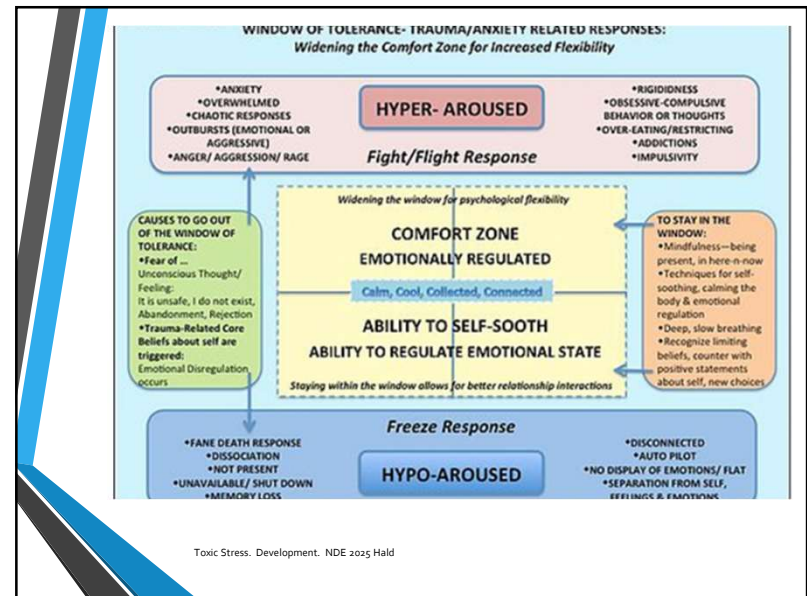 WINDOW OF TOLERANCE- TRAUMA/ANXIETY RELATED RESPONSES:
Widening the Comfort Zone for Increased Flexibility
•ANXIETY
•OVERWHELMED
•CHAOTIC RESPONSES
•OUTBURSTS (EMOTIONAL OR
AGGRESSIVE)
•ANGER/ AGGRESSION/ RAGE
HYPER- AROUSED
Fight/Flight Response
•RIGIDIDNESS
•OBSESSIVE-COMPULSIVE
BEHAVIOR OR THOUGHTS
•OVER-EATING/RESTRICTING
•ADDICTIONS
•IMPULSIVITY
CAUSES TO GO OUT
OF THE WINDOW OF
TOLERANCE:
•Fear of ...
Unconscious Thought/
Feeling:
It is unsafe, I do not exist,
Abandonment, Rejection
•Trauma-Related Core
Beliefs about self are
triggered:
Emotional Disregulation
occurs
Widening the window for psychological flexibility
COMFORT ZONE
EMOTIONALLY REGULATED
Calm, Cool, Collected, Connected
ABILITY TO SELF-SOOTH
ABILITY TO REGULATE EMOTIONAL STATE
Staying within the window allows for better relationship interactions
TO STAY IN THE
WINDOW:
•Mindfulness—being
present, in here-n-now
•Techniques for self-
soothing, calming the
body & emotional
regulation
•Deep, slow breathing
•Recognize limiting
beliefs, counter with
positive statements
about self, new choices
Freeze Response
•FANE DEATH RESPONSE
•DISSOCIATION
•NOT PRESENT
•UNAVAILABLE/ SHUT DOWN
•MEMORY LOSS
HYPO-AROUSED
•DISCONNECTED
•AUTO PILOT
•NO DISPLAY OF EMOTIONS/ FLAT
•SEPARATION FROM SELF,
FEELINGS & EMOTIONS
Toxic Stress. Development. NDE 2025 Hald